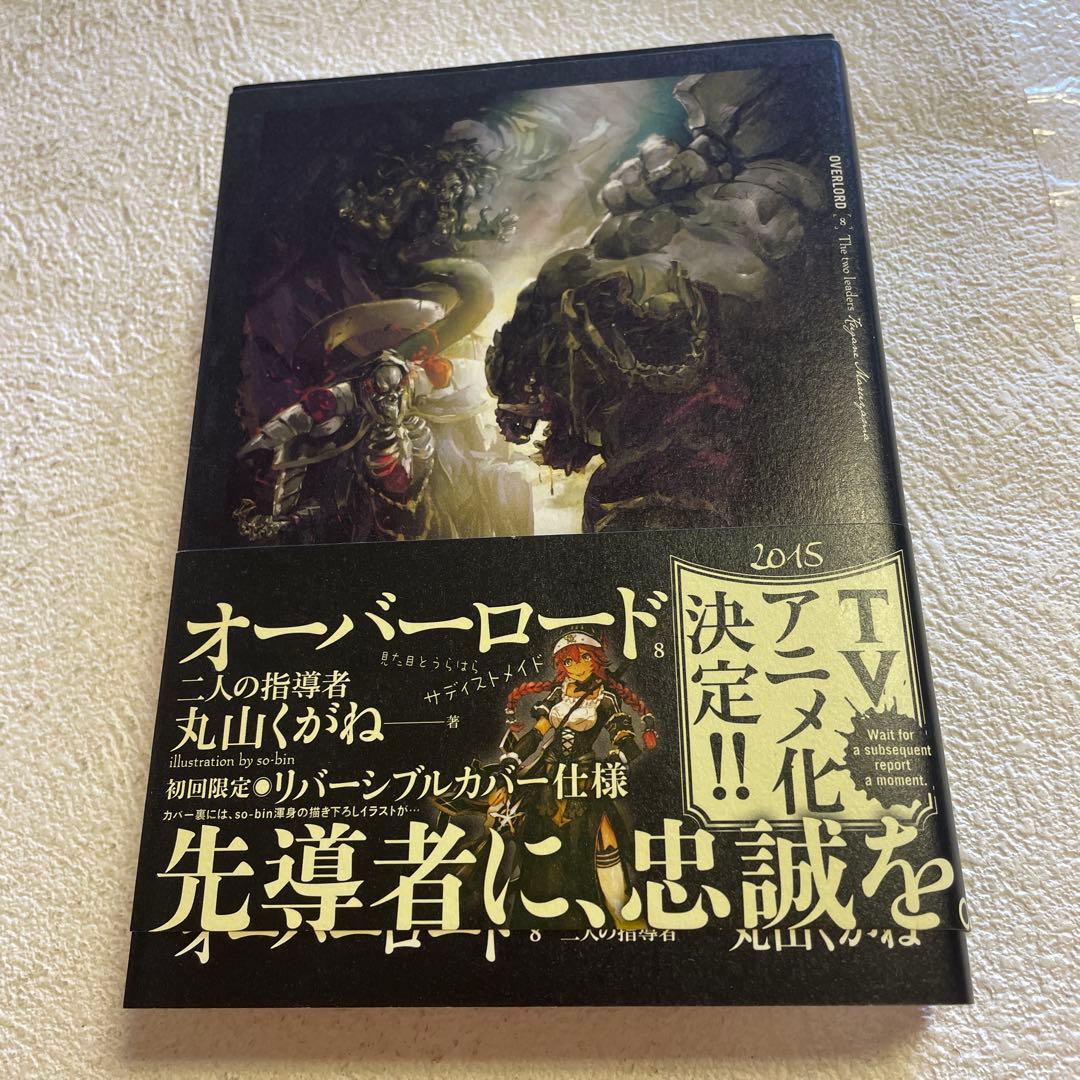 OVERLORD [8] The two leaders Kugane Maruyama
2015
TV
アニメ化
決定!!
Wait for
a subsequent
report
a moment.
オーバーロード8
見た目とうらはら
サディストメイド
二人の指導者
丸山くがね――著
illustration by so-bin
初回限定◉リバーシブルカバー仕様
カバー裏には、so-bin渾身の描き下ろしイラストが…
先導者に、忠誠を。
オーバーロード 8 二人の指導者 丸山くがね